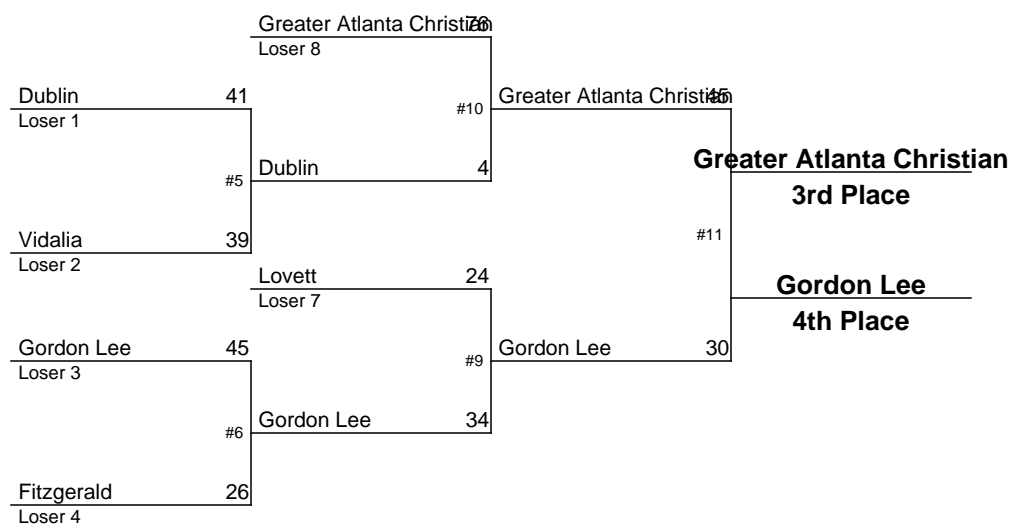 Greater Atlanta Christian 76
Loser 8
Dublin 41
Loser 1
#10
Greater Atlanta Christian 45
Dublin 4
#5
Greater Atlanta Christian
3rd Place
Vidalia 39
Loser 2
#11
Lovett 24
Loser 7
Gordon Lee
4th Place
Gordon Lee 45
Loser 3
#9
Gordon Lee 30
Gordon Lee 34
#6
Fitzgerald 26
Loser 4